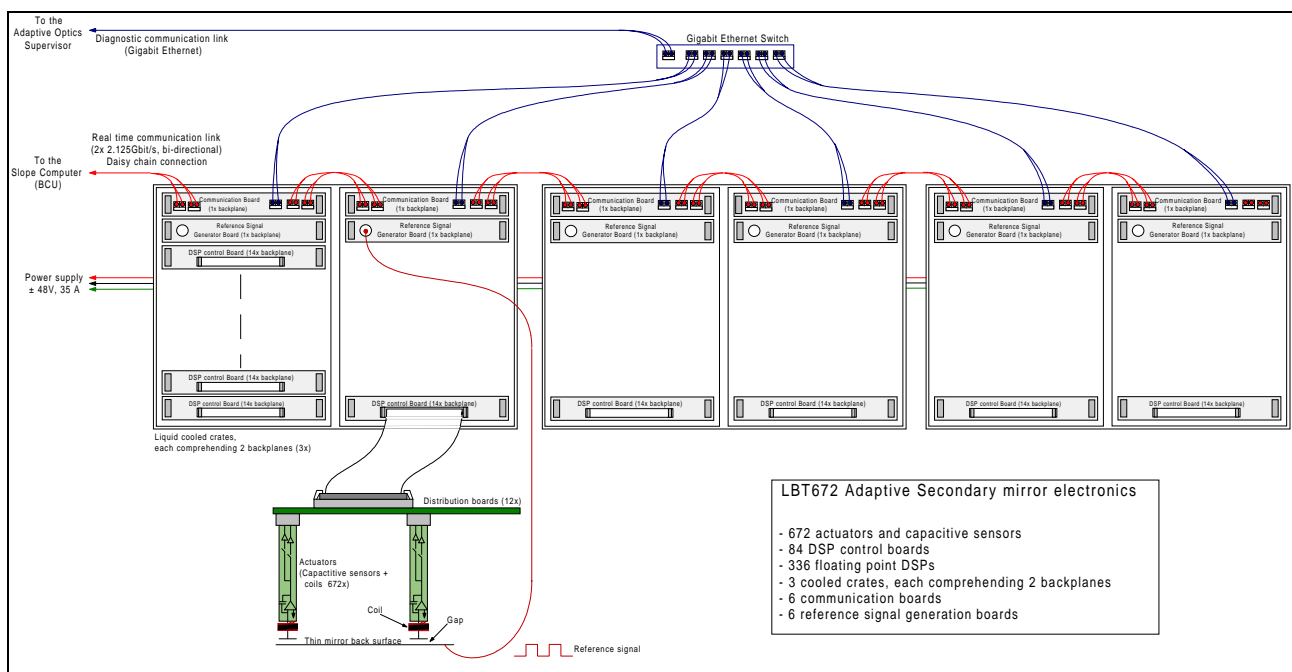 To the
Adaptive Optics
Supervisor
Diagnostic communication link
(Gigabit Ethernet)
Gigabit Ethernet Switch
Real time communication link
(2x 2.125Gbit/s, bi-directional)
Daisy chain connection
To the
Slope Computer
(BCU)
Communication Board
(1x backplane)
Communication Board
(1x backplane)
Communication Board
(1x backplane)
Communication Board
(1x backplane)
Communication Board
(1x backplane)
Communication Board
(1x backplane)
Reference Signal
Generator Board (1x backplane)
Reference Signal
Generator Board (1x backplane)
Reference Signal
Generator Board (1x backplane)
Reference Signal
Generator Board (1x backplane)
Reference Signal
Generator Board (1x backplane)
Reference Signal
Generator Board (1x backplane)
DSP control Board (14x backplane)
Power supply
± 48V, 35 A
DSP control Board (14x backplane)
DSP control Board (14x backplane)
DSP control Board (14x backplane)
DSP control Board (14x backplane)
DSP control Board (14x backplane)
DSP control Board (14x backplane)
DSP control Board (14x backplane)
Liquid cooled crates,
each comprehending 2 backplanes (3x)
Distribution boards (12x)
Actuators
(Capactitive sensors +
coils 672x)
Coil
Gap
Thin mirror back surface
Reference signal
LBT672 Adaptive Secondary mirror electronics
- 672 actuators and capacitive sensors
- 84 DSP control boards
- 336 floating point DSPs
- 3 cooled crates, each comprehending 2 backplanes
- 6 communication boards
- 6 reference signal generation boards